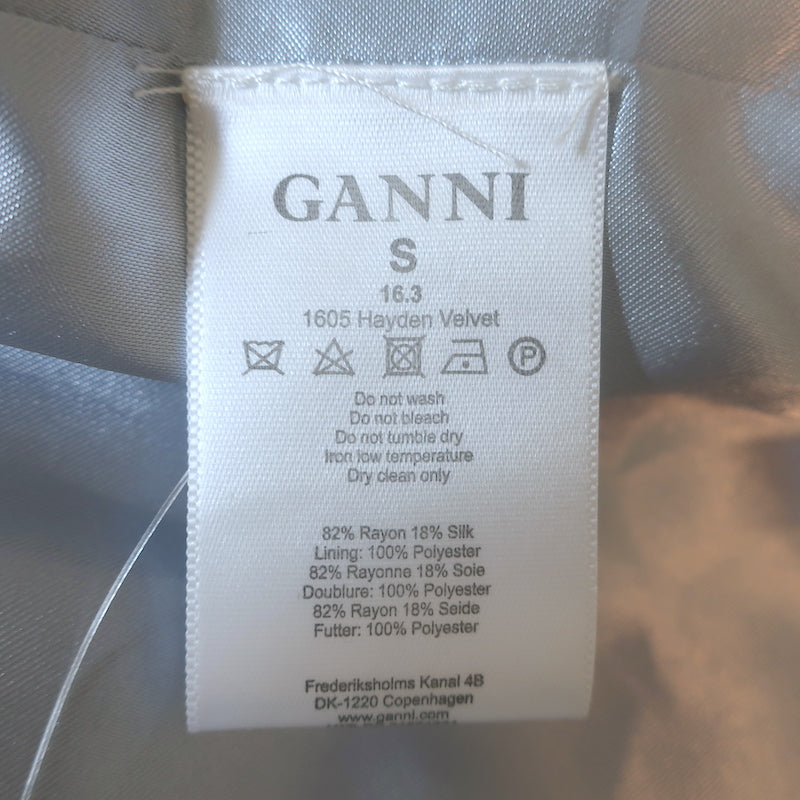 GANNI
S
16.3
1605 Hayden Velvet
P
Do not wash
Do not bleach
Do not tumble dry
Iron low temperature
Dry clean only
82% Rayon 18% Silk
Lining: 100% Polyester
82% Rayonne 18% Soie
Doublure: 100% Polyester
82% Rayon 18% Seide
Futter: 100% Polyester
Frederiksholms Kanal 4B
DK-1220 Copenhagen
www.ganni.com